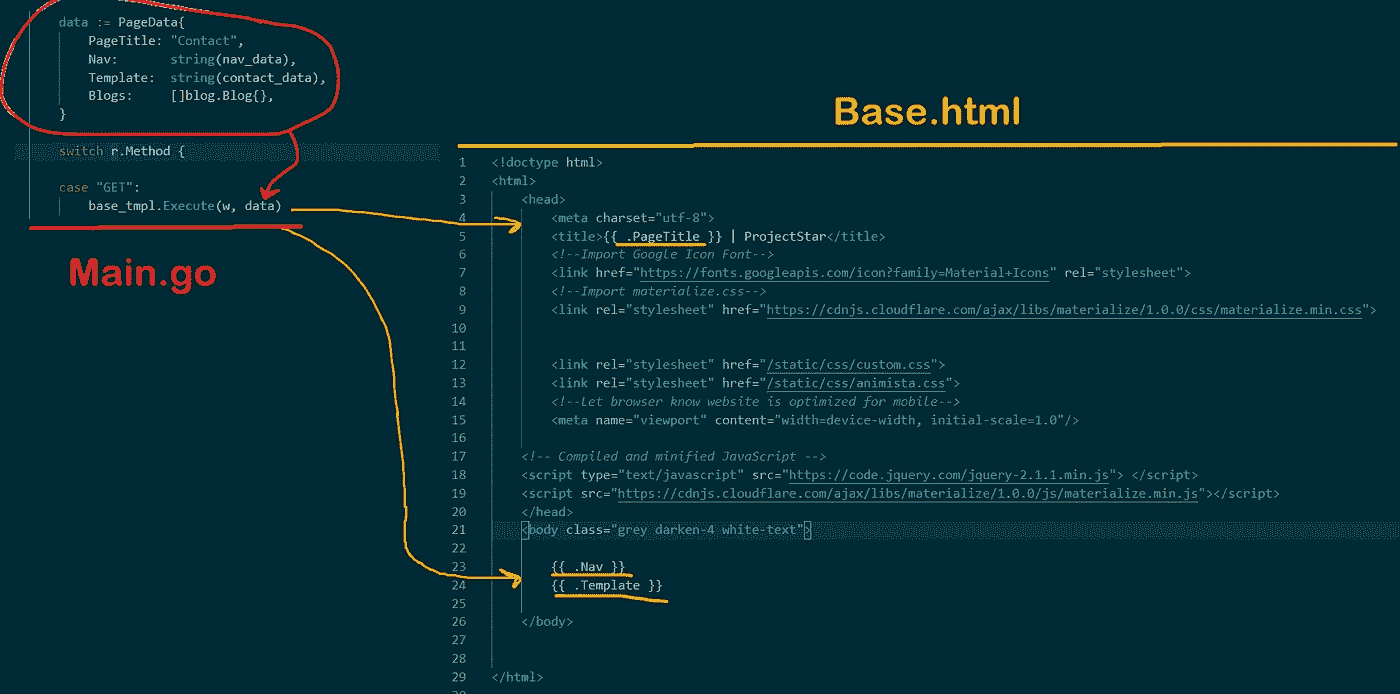 data := PageData{
PageTitle: "Contact",
Nav: string(nav_data),
Template: string(contact_data),
Blogs: []blog.Blog{},
}
switch r.Method {
case "GET":
base_tmpl.Execute(w, data)
Main.go
Base.html
1 <!doctype html>
2 <html>
3 <head>
4 <meta charset="utf-8">
5 <title>{{ .PageTitle }} | ProjectStar</title>
6 <!--Import Google Icon Font-->
7 <link href="https://fonts.googleapis.com/icon?family=Material+Icons" rel="stylesheet">
8 <!--Import materialize.css-->
9 <link rel="stylesheet" href="https://cdnjs.cloudflare.com/ajax/libs/materialize/1.0.0/css/materialize.min.css">
10
11
12 <link rel="stylesheet" href="/static/css/custom.css">
13 <link rel="stylesheet" href="/static/css/animista.css">
14 <!--Let browser know website is optimized for mobile-->
15 <meta name="viewport" content="width=device-width, initial-scale=1.0"/>
16
17 <!-- Compiled and minified JavaScript -->
18 <script type="text/javascript" src="https://code.jquery.com/jquery-2.1.1.min.js"> </script>
19 <script src="https://cdnjs.cloudflare.com/ajax/libs/materialize/1.0.0/js/materialize.min.js"></script>
20 </head>
21 <body class="grey darken-4 white-text">
22
23 {{ .Nav }}
24 {{ .Template }}
25
26 </body>
27
28
29 </html>